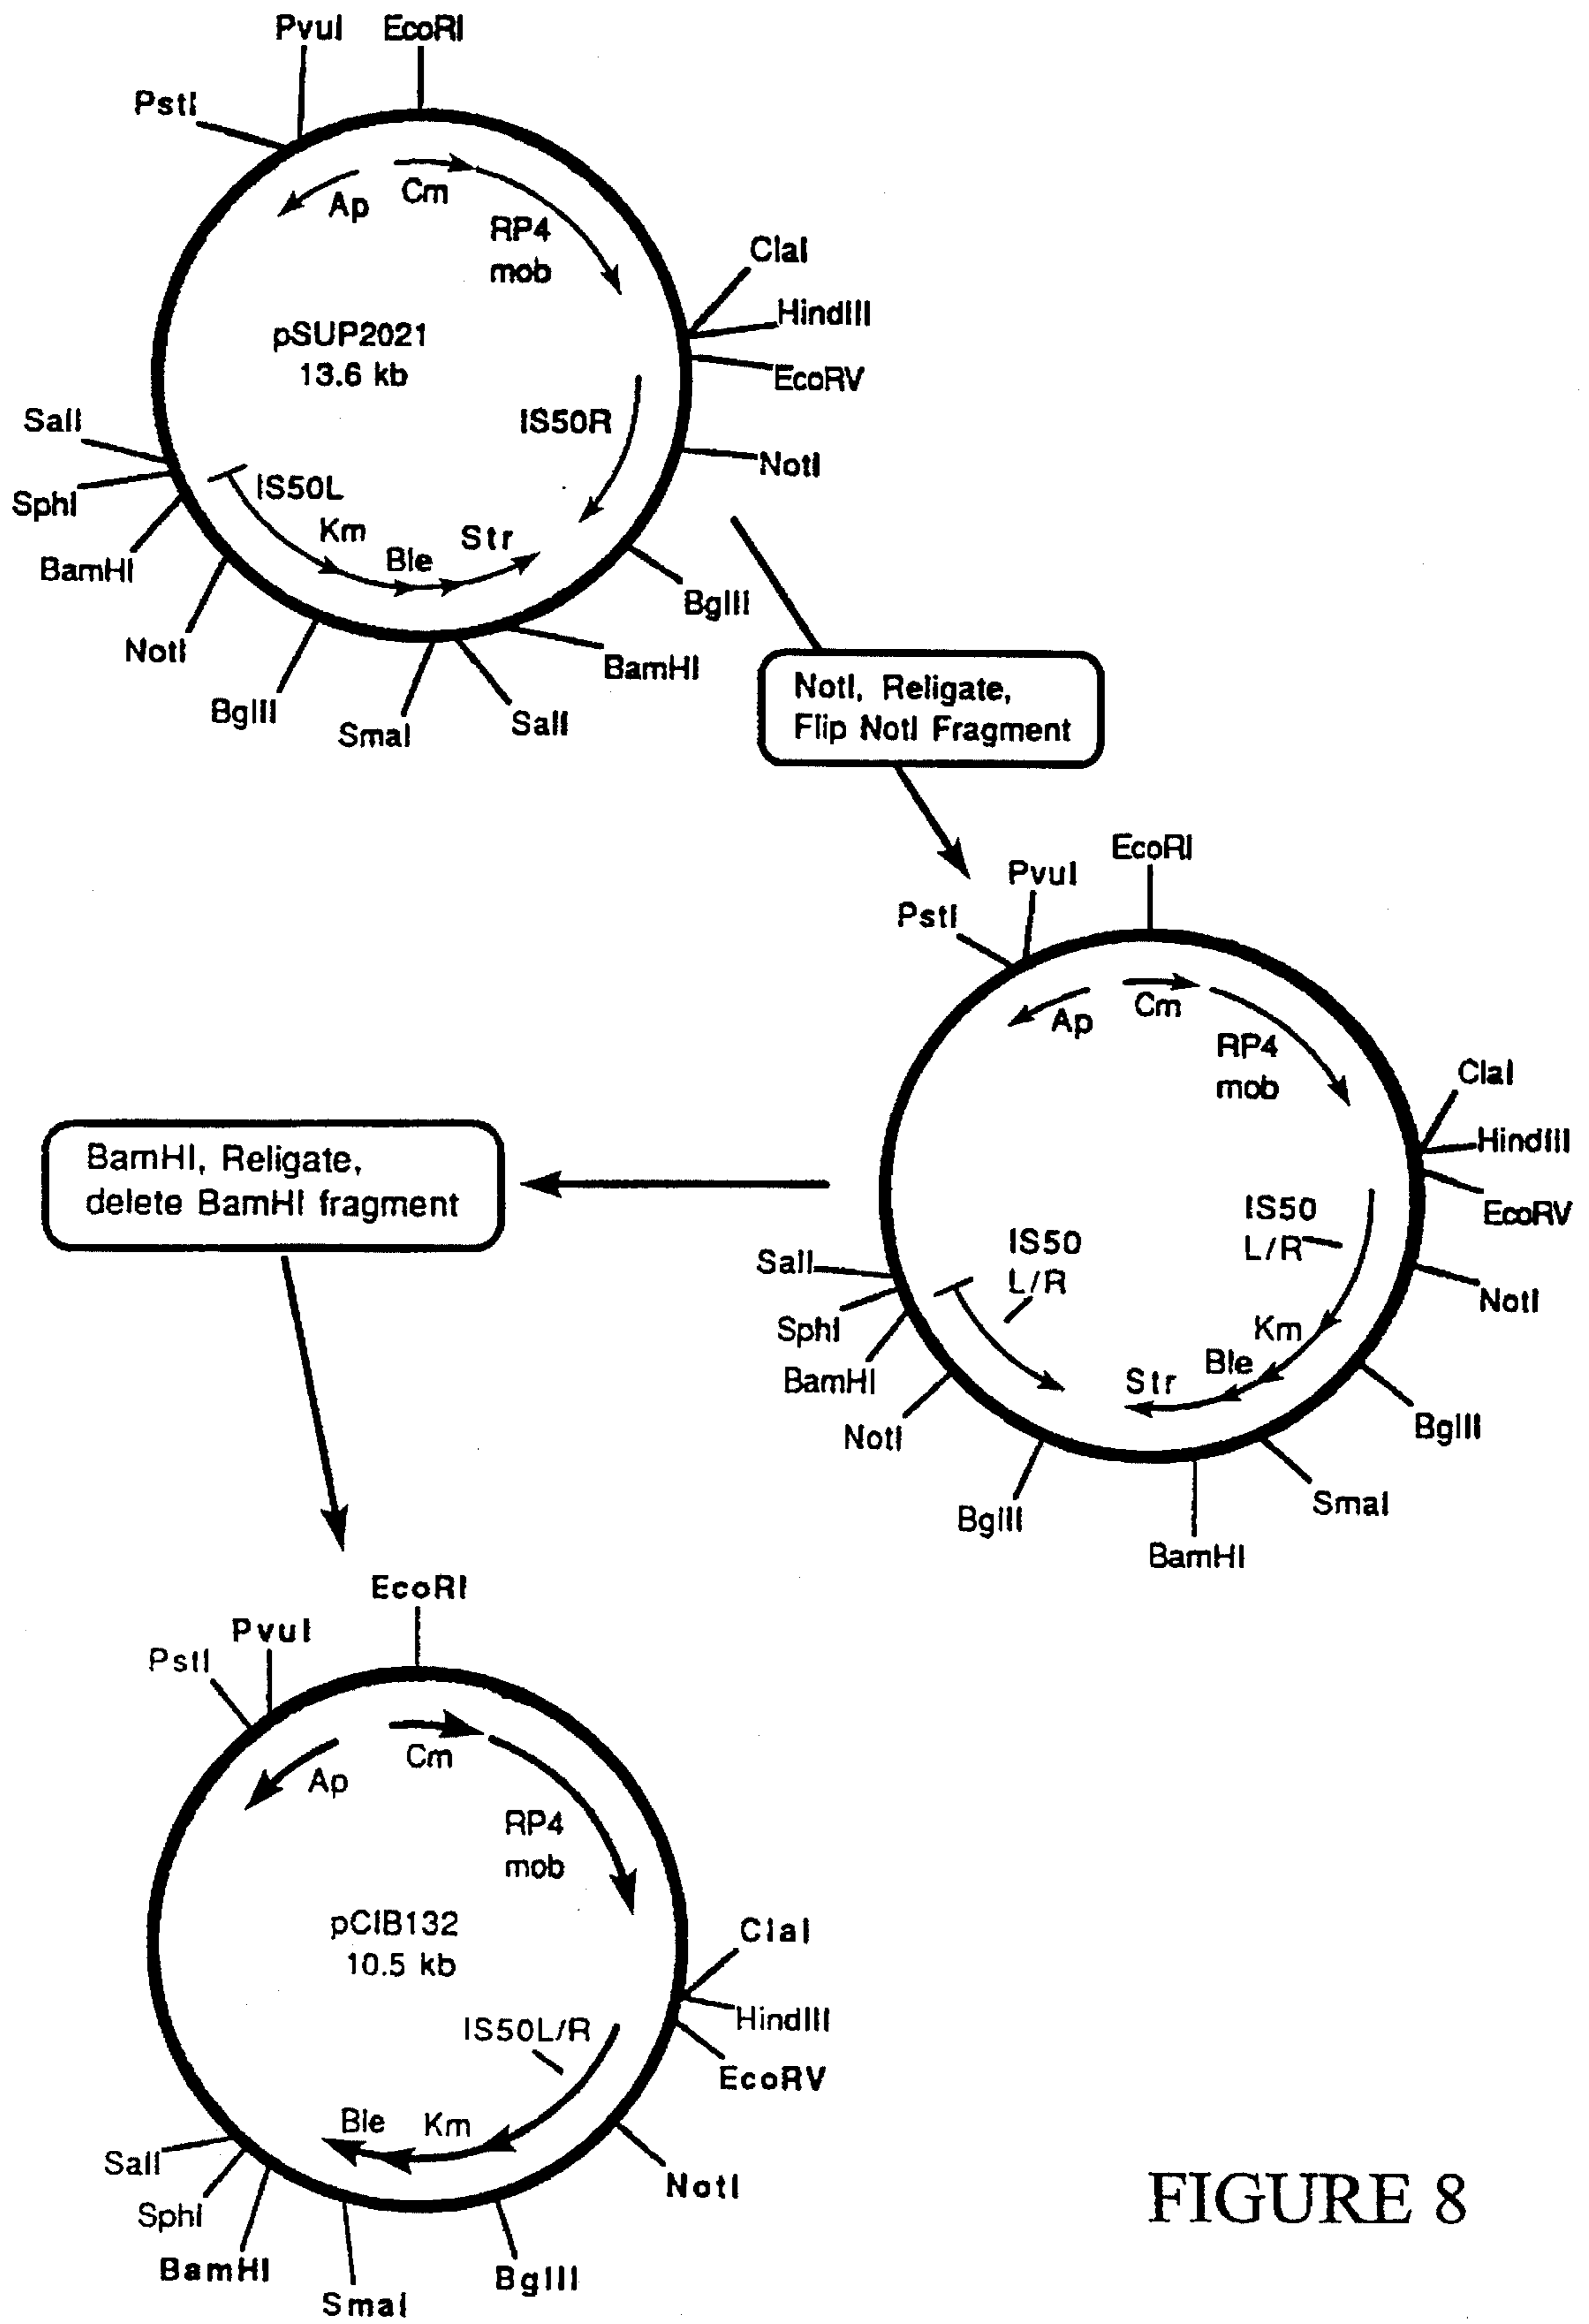 PvuI
EcoRI
PstI
Ap
Cm
RP4
mob
ClaI
HindIII
EcoRV
pSUP2021
13.6 kb
IS50R
NotI
SalI
SphI
BamHI
NotI
BglII
SmaI
SalI
BamHI
BglII
IS50L
Km
Ble
Str
NotI, Religate,
Flip NotI Fragment
EcoRI
PvuI
PstI
Ap
Cm
RP4
mob
ClaI
HindIII
EcoRV
IS50
L/R
IS50
L/R
NotI
SalI
SphI
BamHI
NotI
Km
Ble
Str
BglII
SmaI
BamHI
BglII
BamHI, Religate,
delete BamHI fragment
EcoRI
PvuI
PstI
Ap
Cm
RP4
mob
pCIB132
10.5 kb
ClaI
HindIII
EcoRV
IS50L/R
Ble
Km
NotI
SalI
SphI
BamHI
SmaI
BglII
FIGURE 8